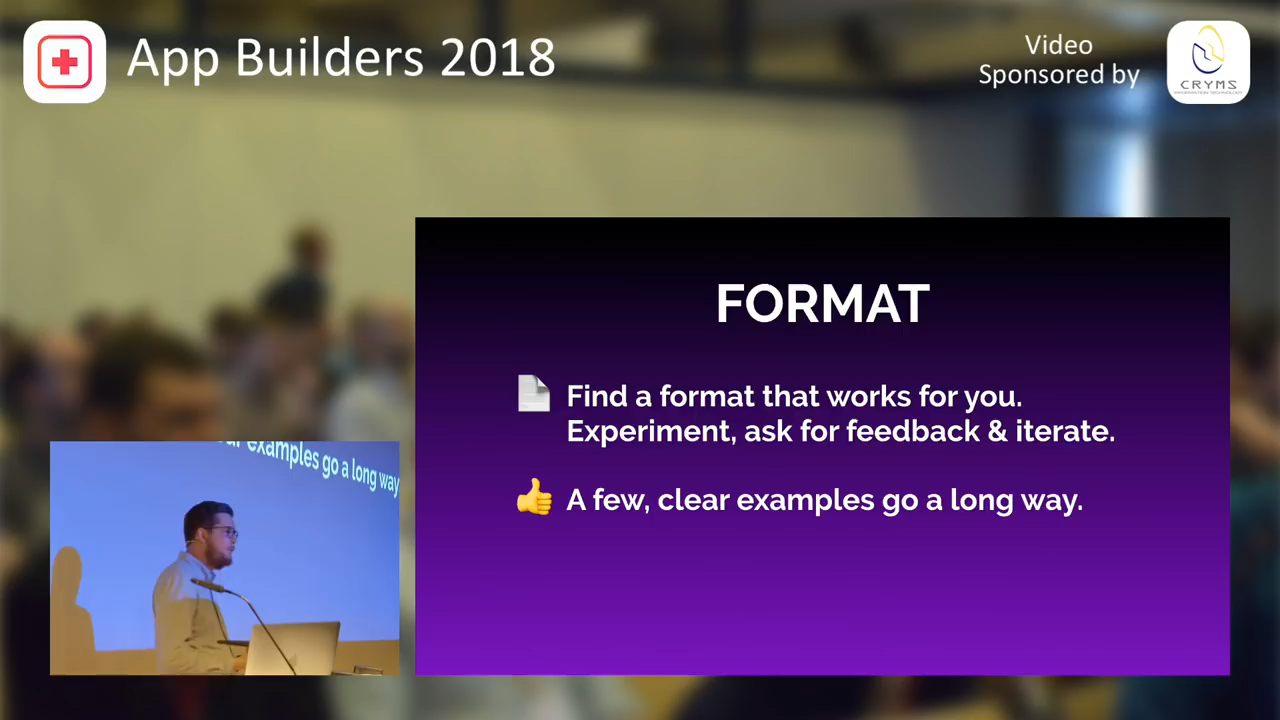 App Builders 2018
Video
Sponsored by
CRYMS
FORMAT
Find a format that works for you.
Experiment, ask for feedback & iterate.
A few, clear examples go a long way.
examples go a long way